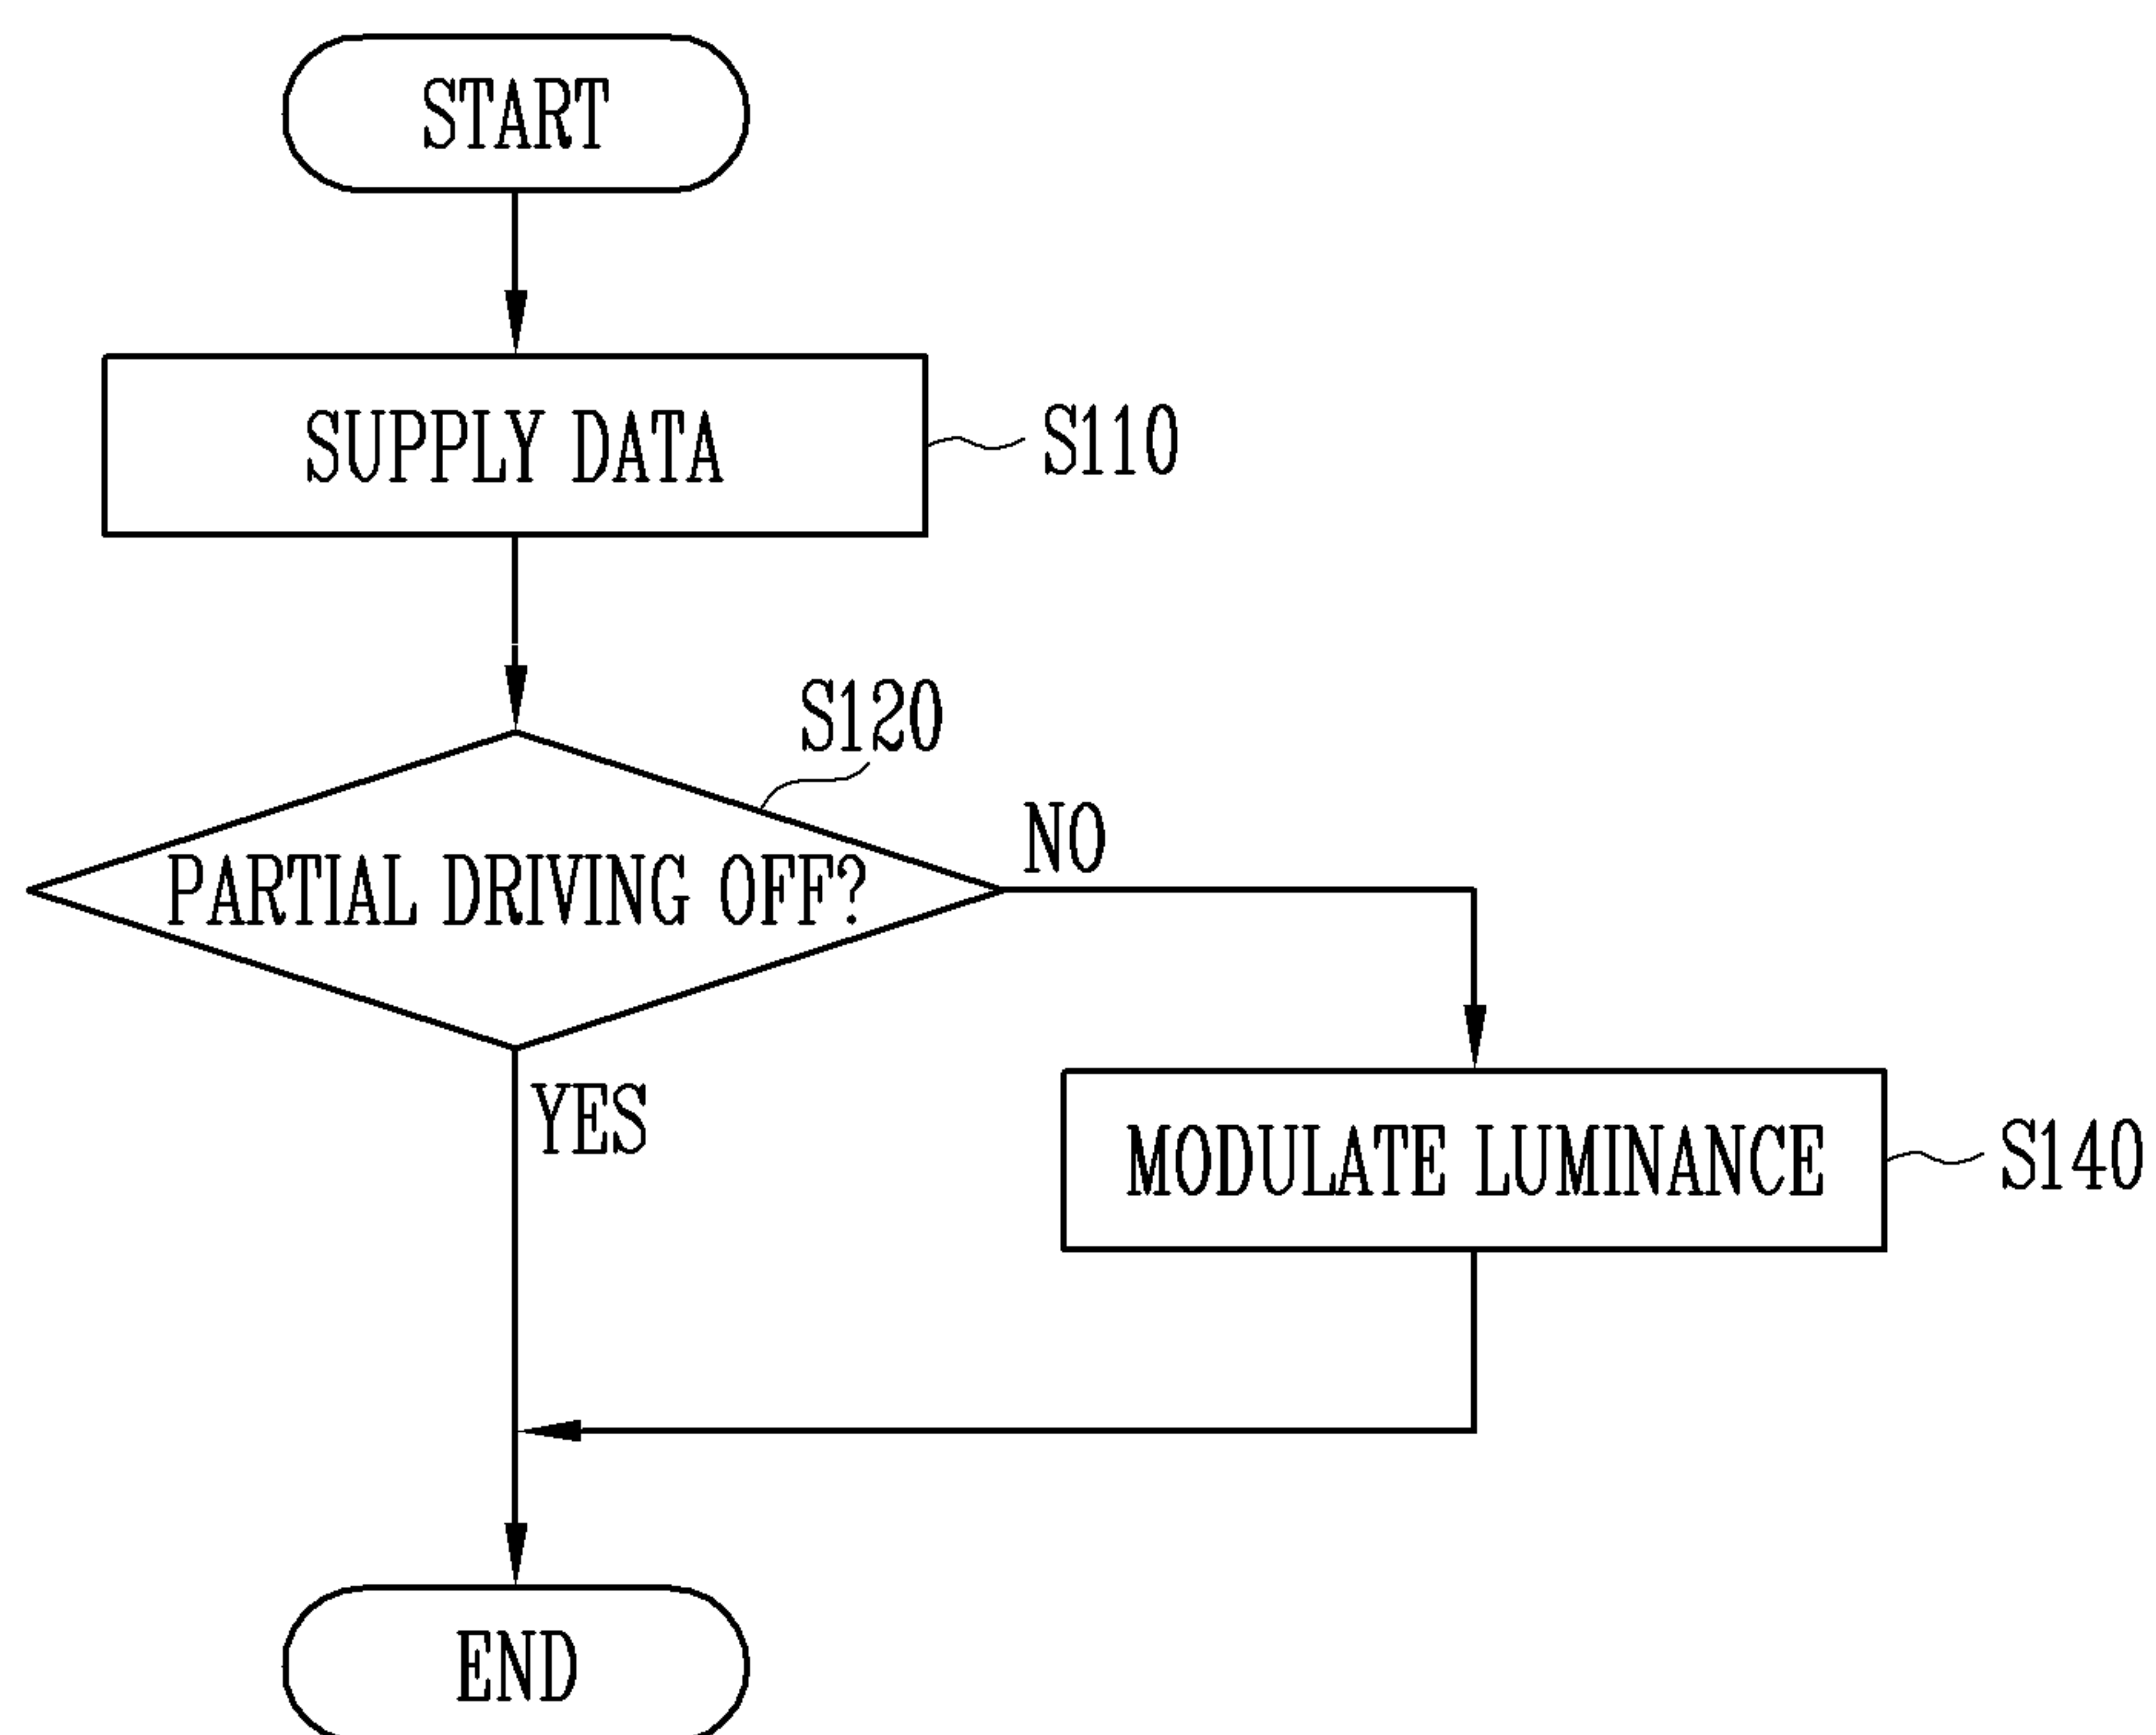 START
SUPPLY DATA
S110
S120
PARTIAL DRIVING OFF?
NO
YES
MODULATE LUMINANCE
S140
END